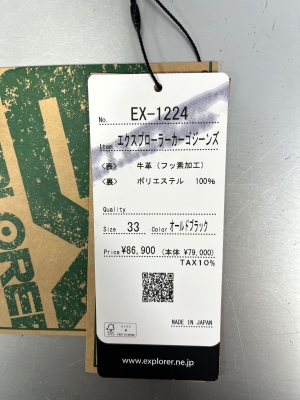 No. EX-1224
Item エクスプローラーカーゴジーンズ
<表> 牛革(フッ素加工)
<裏> ポリエステル 100%
Quality
Size 33 Color オールドブラック
Price ¥86,900 (本体 ¥79,000)
TAX10%
MADE IN JAPAN
FSC
www.explorer.ne.jp
PLORE